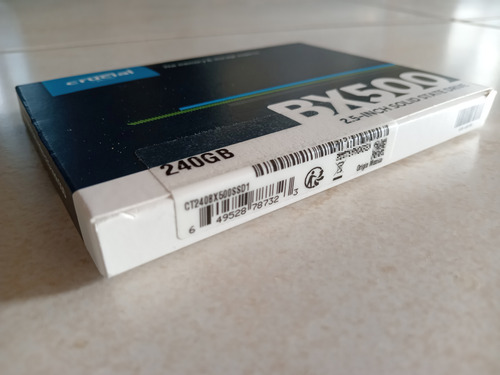 crucial
BX500
2.5-INCH SOLID STATE DRIVE
240GB
CT240BX500SSD1
6 49528 78732 3